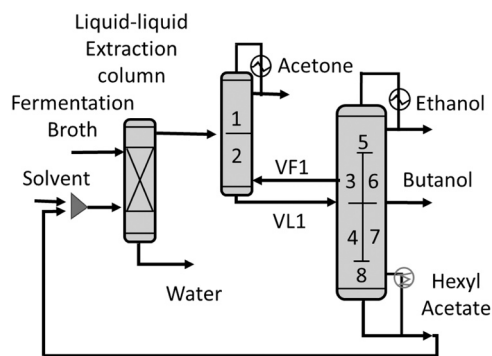 Liquid-liquid
Extraction
column
Acetone
Fermentation
Broth
Ethanol
1
2
5
VF1
3 6
Butanol
Solvent
VL1
4 7
8
Water
Hexyl
Acetate